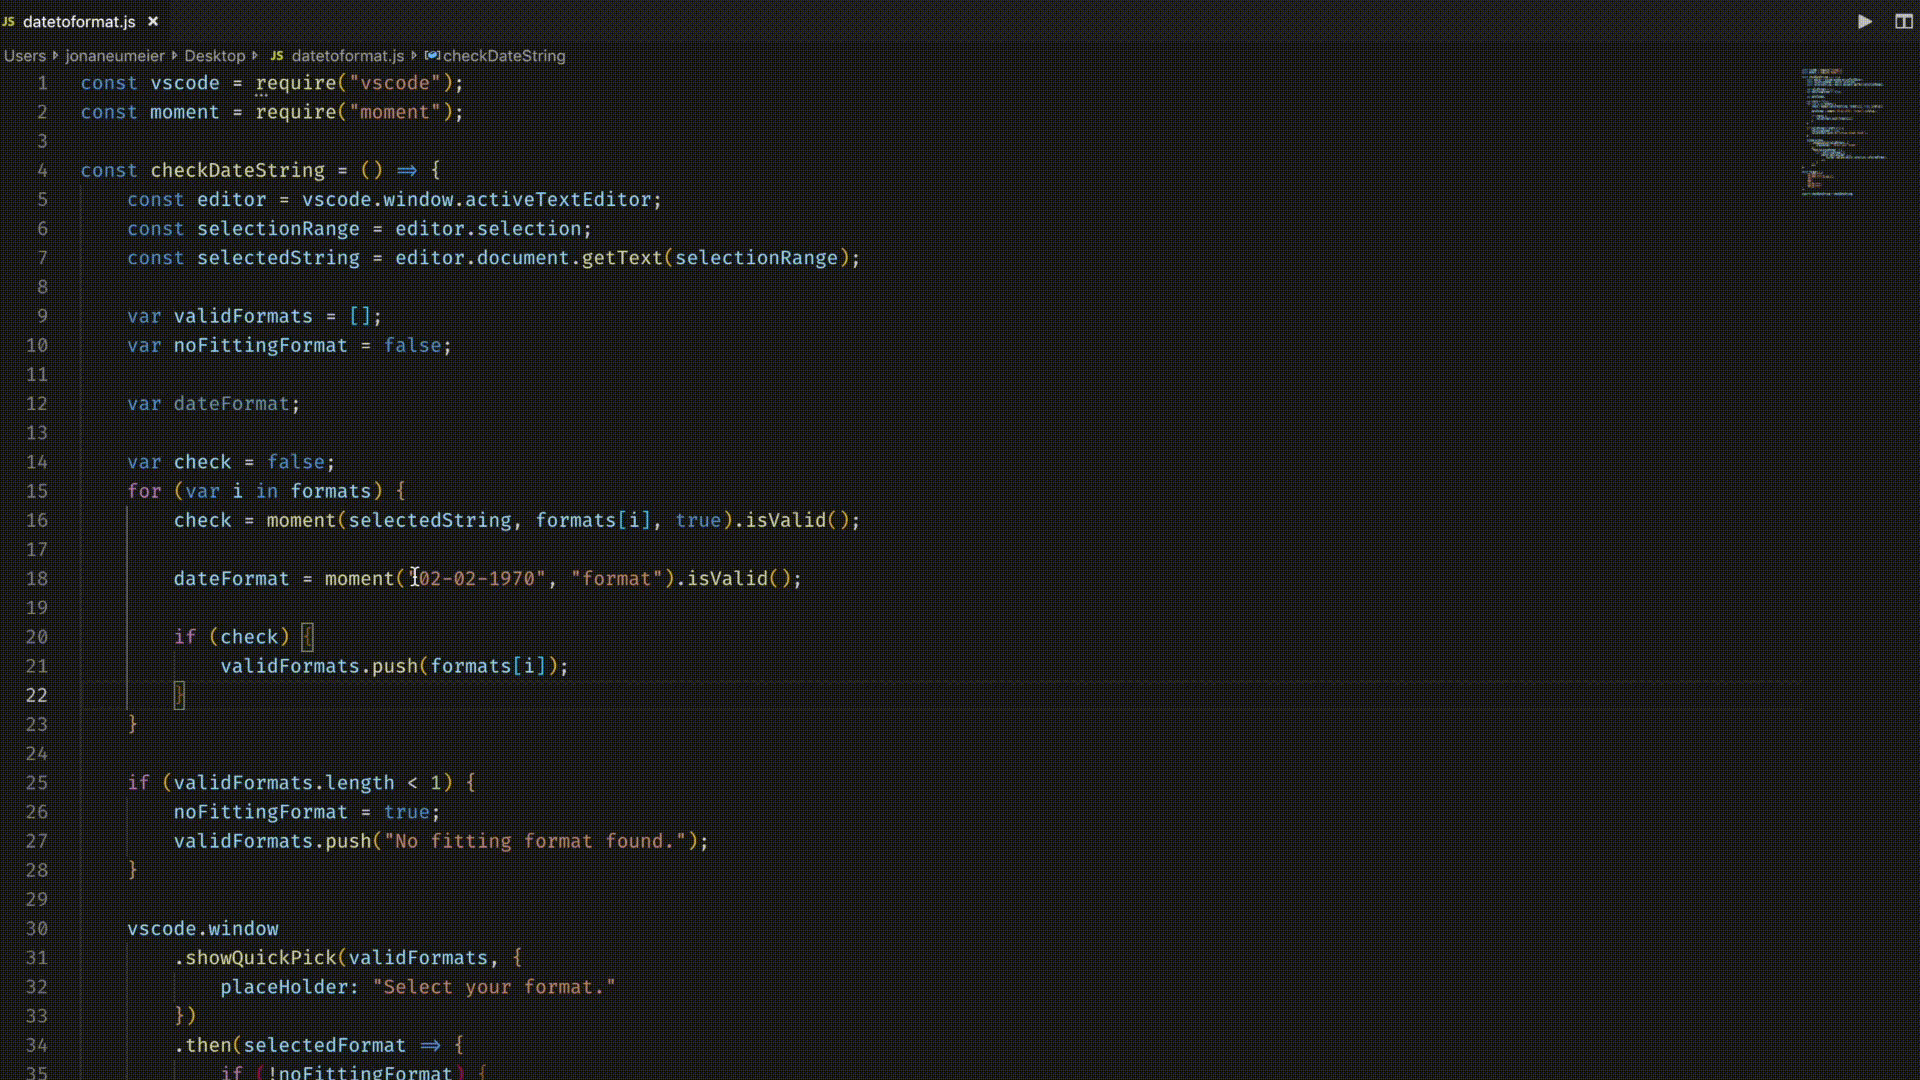 JS datetoformat.js ×
Users jonaneumeier Desktop JS datetoformat.js checkDateString
1 const vscode = require("vscode");
2 const moment = require("moment");
3
4 const checkDateString = () => {
5 const editor = vscode.window.activeTextEditor;
6 const selectionRange = editor.selection;
7 const selectedString = editor.document.getText(selectionRange);
8
9 var validFormats = [];
10 var noFittingFormat = false;
11
12 var dateFormat;
13
14 var check = false;
15 for (var i in formats) {
16 check = moment(selectedString, formats[i], true).isValid();
17
18 dateFormat = moment("02-02-1970", "format").isValid();
19
20 if (check) {
21 validFormats.push(formats[i]);
22 }
23 }
24
25 if (validFormats.length < 1) {
26 noFittingFormat = true;
27 validFormats.push("No fitting format found.");
28 }
29
30 vscode.window
31 .showQuickPick(validFormats, {
32 placeHolder: "Select your format."
33 })
34 .then(selectedFormat => {
35 if (!noFittingFormat) {